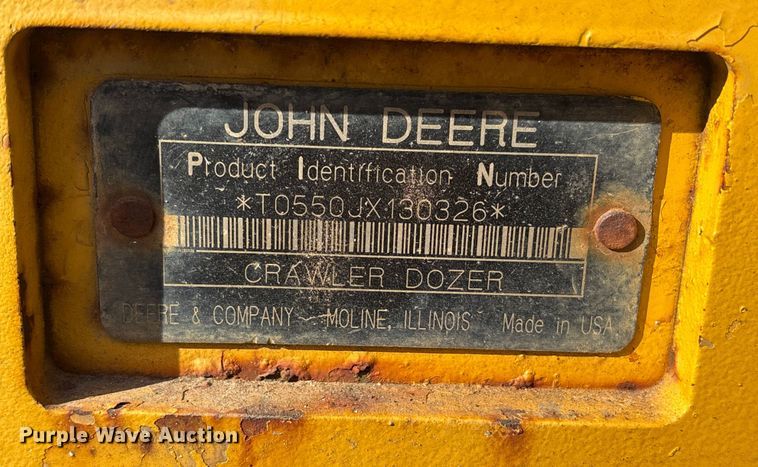 JOHN DEERE
Product Identification Number
*T0550JX130326*
CRAWLER DOZER
DEERE & COMPANY MOLINE, ILLINOIS Made in USA
Purple Wave Auction